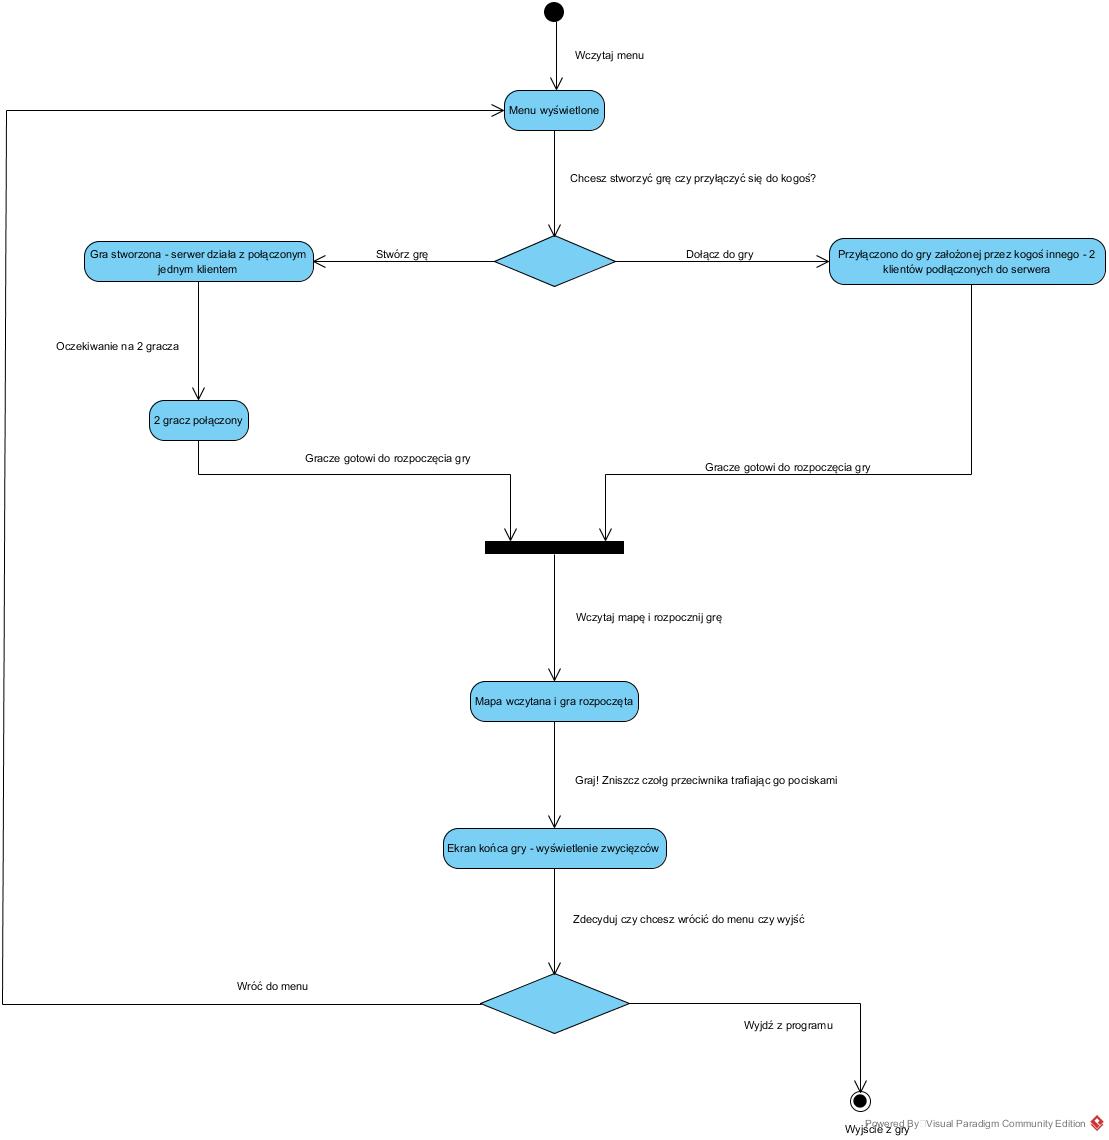 Wczytaj menu
Menu wyświetlone
Chcesz stworzyć grę czy przyłączyć się do kogoś?
Gra stworzona - serwer działa z połączonym
jednym klientem
Stwórz grę
Dołącz do gry
Przyłączono do gry założonej przez kogoś innego - 2
klientów podłączonych do serwera
Oczekiwanie na 2 gracza
2 gracz połączony
Gracze gotowi do rozpoczęcia gry
Gracze gotowi do rozpoczęcia gry
Wczytaj mapę i rozpocznij grę
Mapa wczytana i gra rozpoczęta
Graj! Zniszcz czołg przeciwnika trafiając go pociskami
Ekran końca gry - wyświetlenie zwycięzców
Zdecyduj czy chcesz wrócić do menu czy wyjść
Wróć do menu
Wyjdź z programu
Powered By Visual Paradigm Community Edition
Wyjście z gry